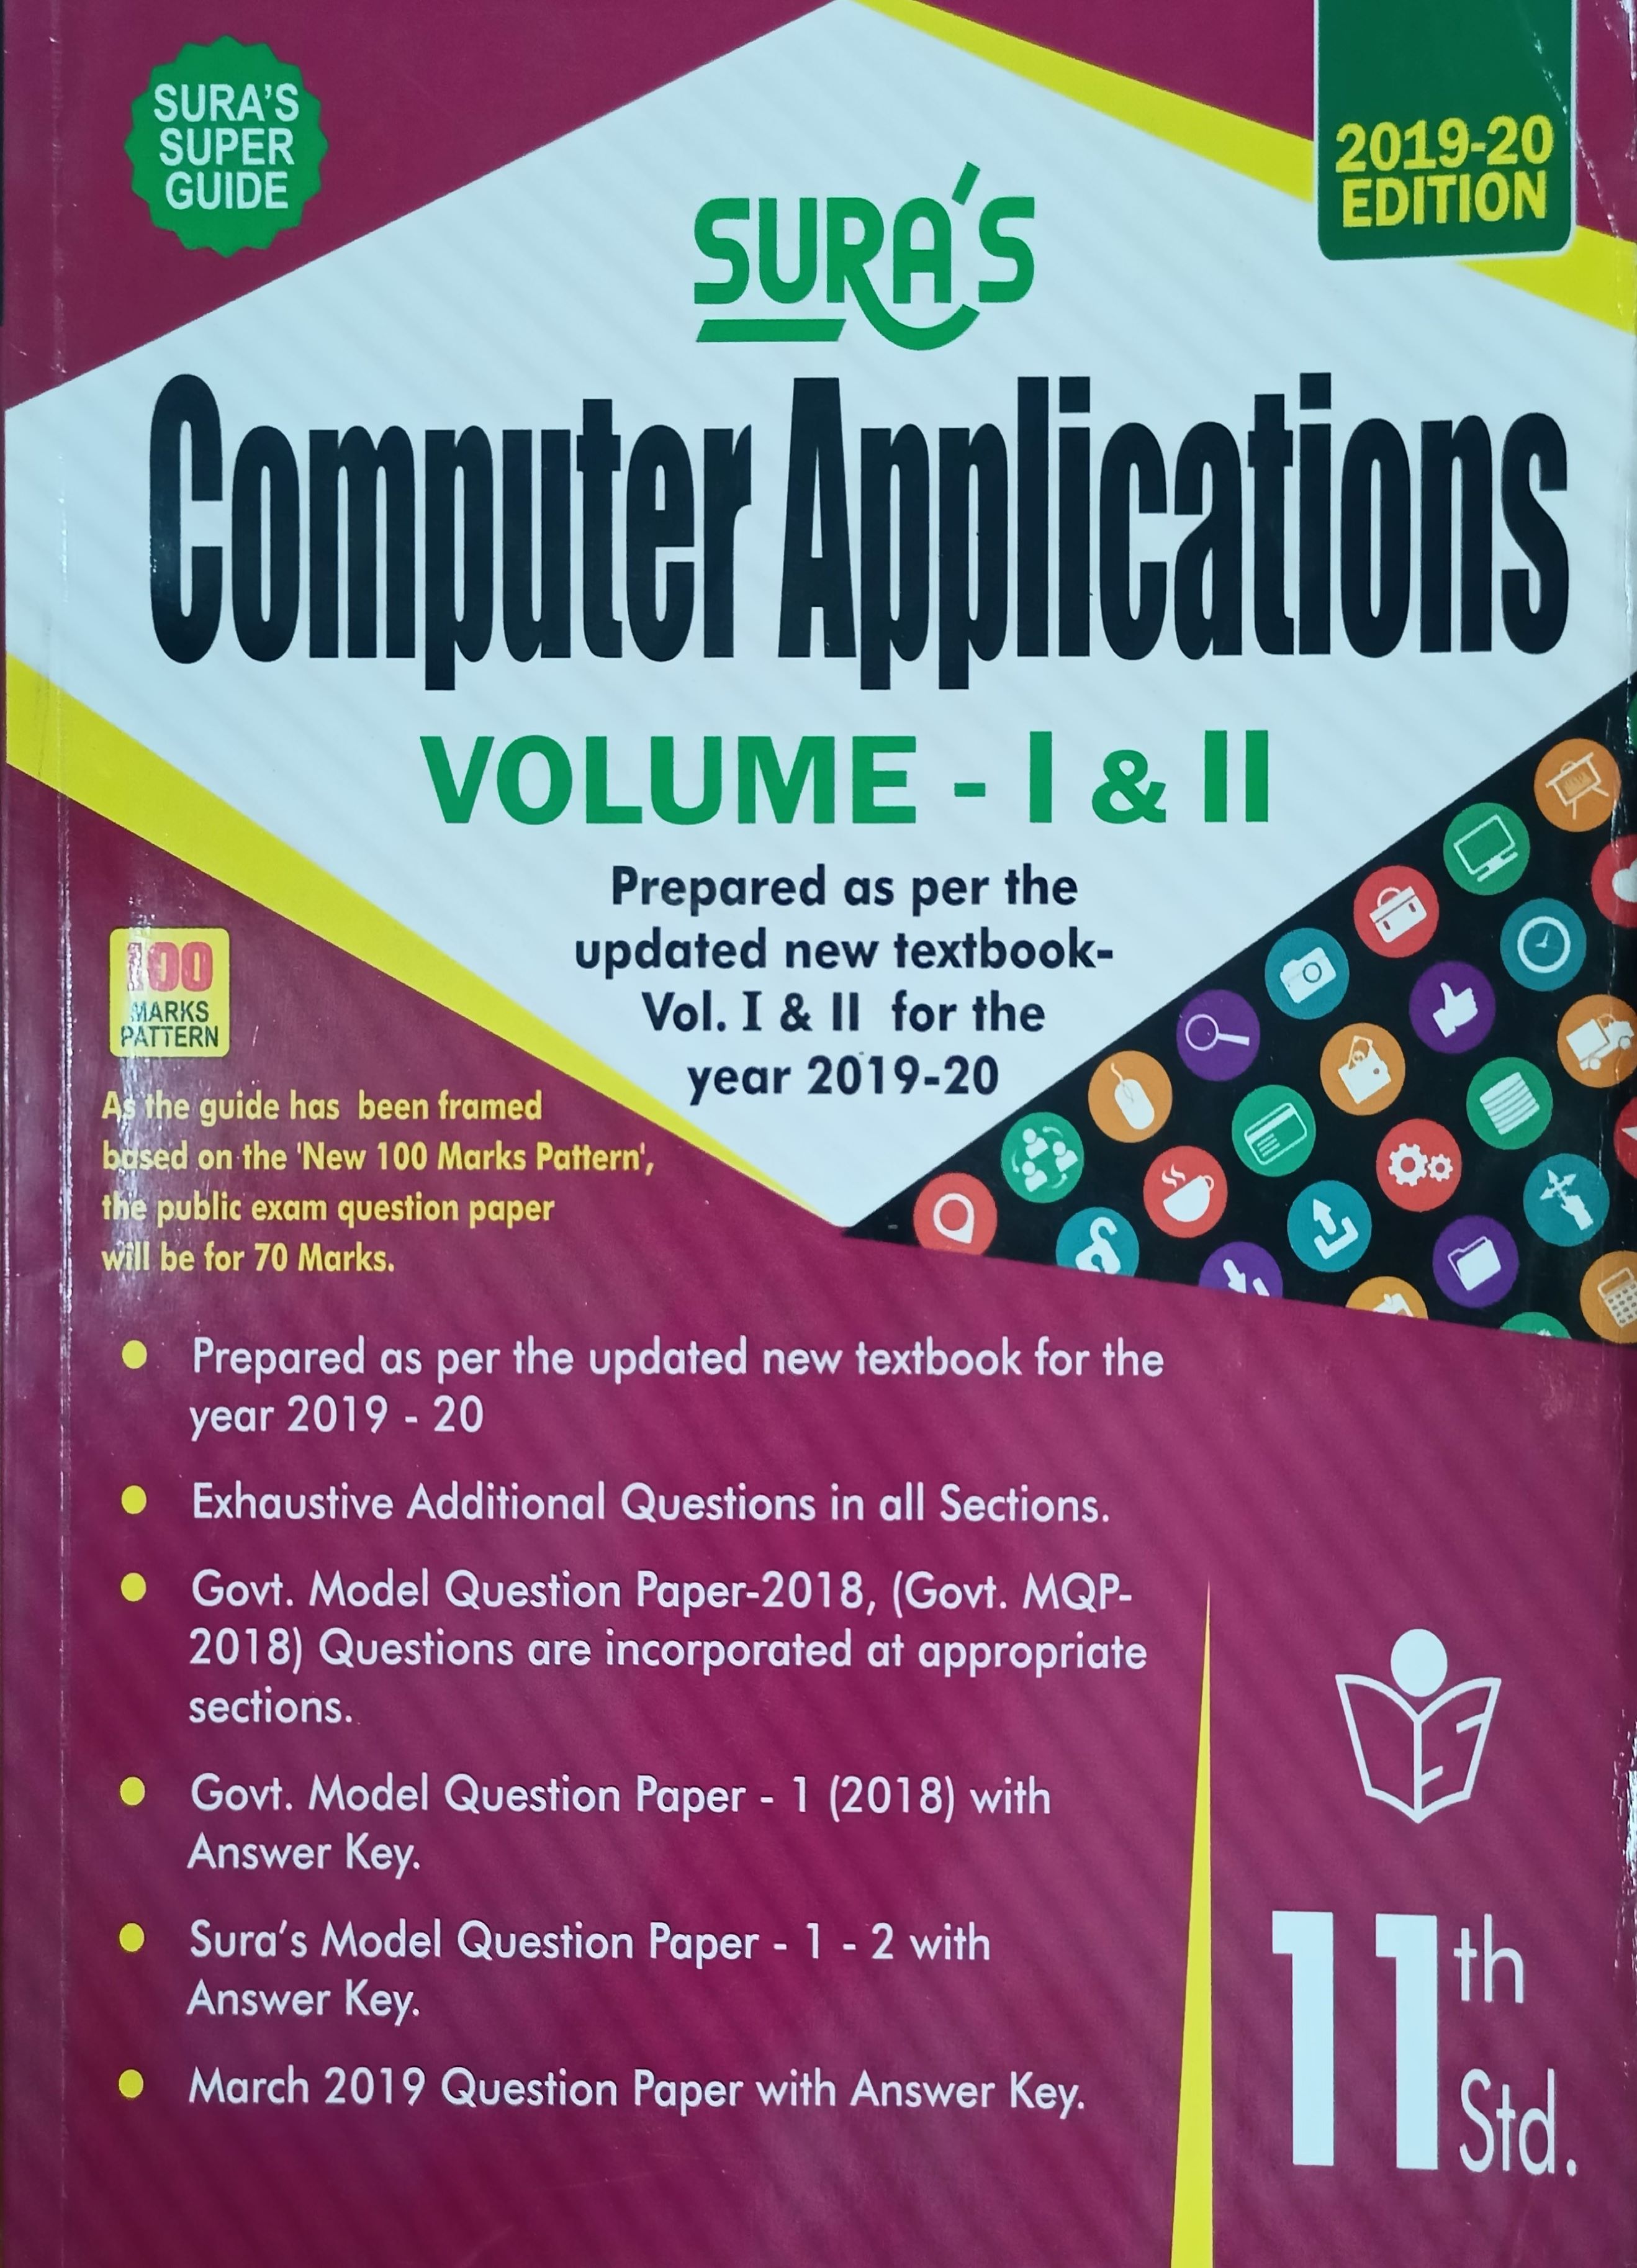 SURA'S
SUPER
GUIDE
2019-20
EDITION
SURA'S
Computer Applications
VOLUME - I & II
Prepared as per the
updated new textbook-
Vol. I & II for the
year 2019-20
100
MARKS
PATTERN
As the guide has been framed
based on the 'New 100 Marks Pattern',
the public exam question paper
will be for 70 Marks.
Prepared as per the updated new textbook for the
year 2019 - 20
Exhaustive Additional Questions in all Sections.
Govt. Model Question Paper-2018, (Govt. MQP-
2018) Questions are incorporated at appropriate
sections.
Govt. Model Question Paper - 1 (2018) with
Answer Key.
Sura's Model Question Paper - 1 - 2 with
Answer Key.
March 2019 Question Paper with Answer Key.
11th
Std.